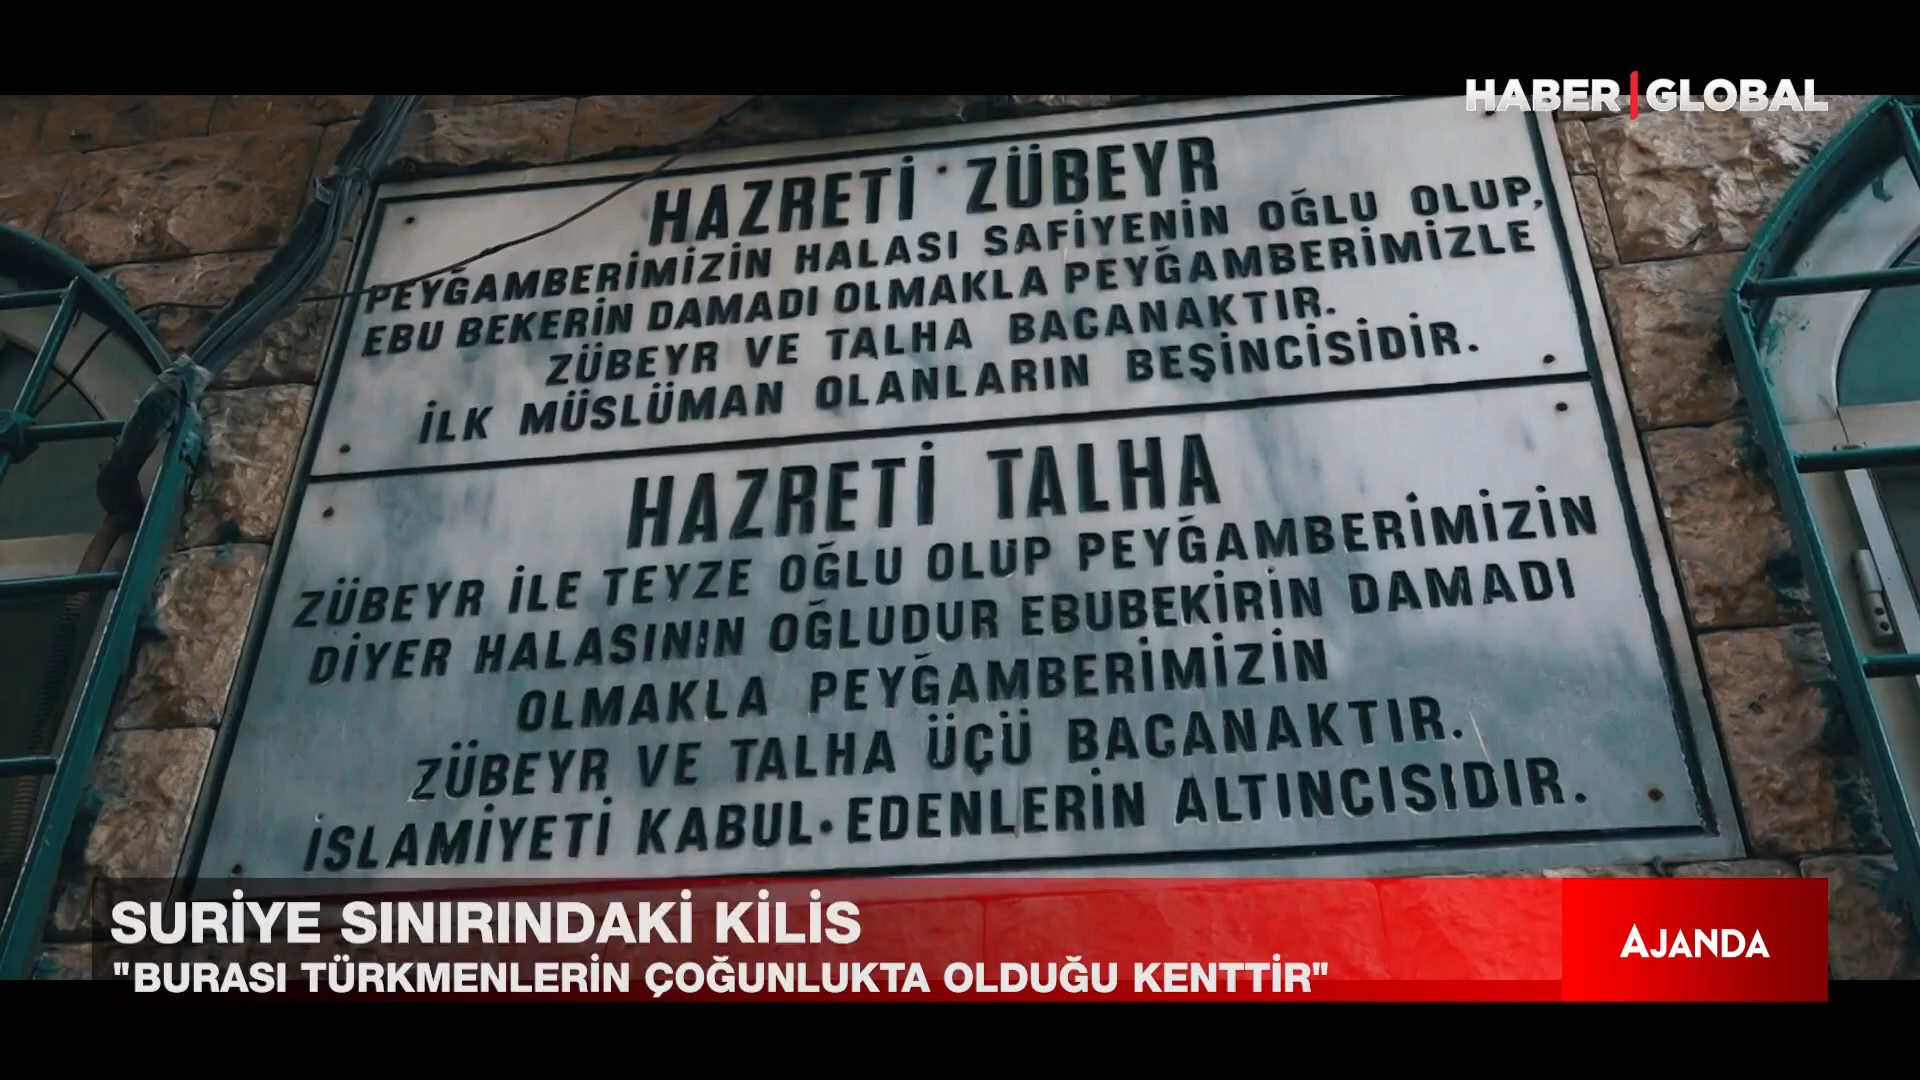 HABER GLOBAL
HAZRETİ ZÜBEYR
PEYĞAMBERİMİZİN HALASI SAFİYENİN OĞLU OLUP,
EBU BEKERİN DAMADI OLMAKLA PEYĞAMBERİMİZLE
ZÜBEYR VE TALHA BACANAKTIR.
İLK MÜSLÜMAN OLANLARIN BEŞİNCİSİDİR.
HAZRETİ TALHA
ZÜBEYR İLE TEYZE OĞLU OLUP PEYĞAMBERİMİZİN
DİYER HALASININ OĞLUDUR EBUBEKİRİN DAMADI
OLMAKLA PEYĞAMBERİMİZİN
ZÜBEYR VE TALHA ÜÇÜ BACANAKTIR.
İSLAMİYETİ KABUL·EDENLERİN ALTINCISIDIR.
SURİYE SINIRINDAKİ KİLİS
"BURASI TÜRKMENLERİN ÇOĞUNLUKTA OLDUĞU KENTTİR"
AJANDA